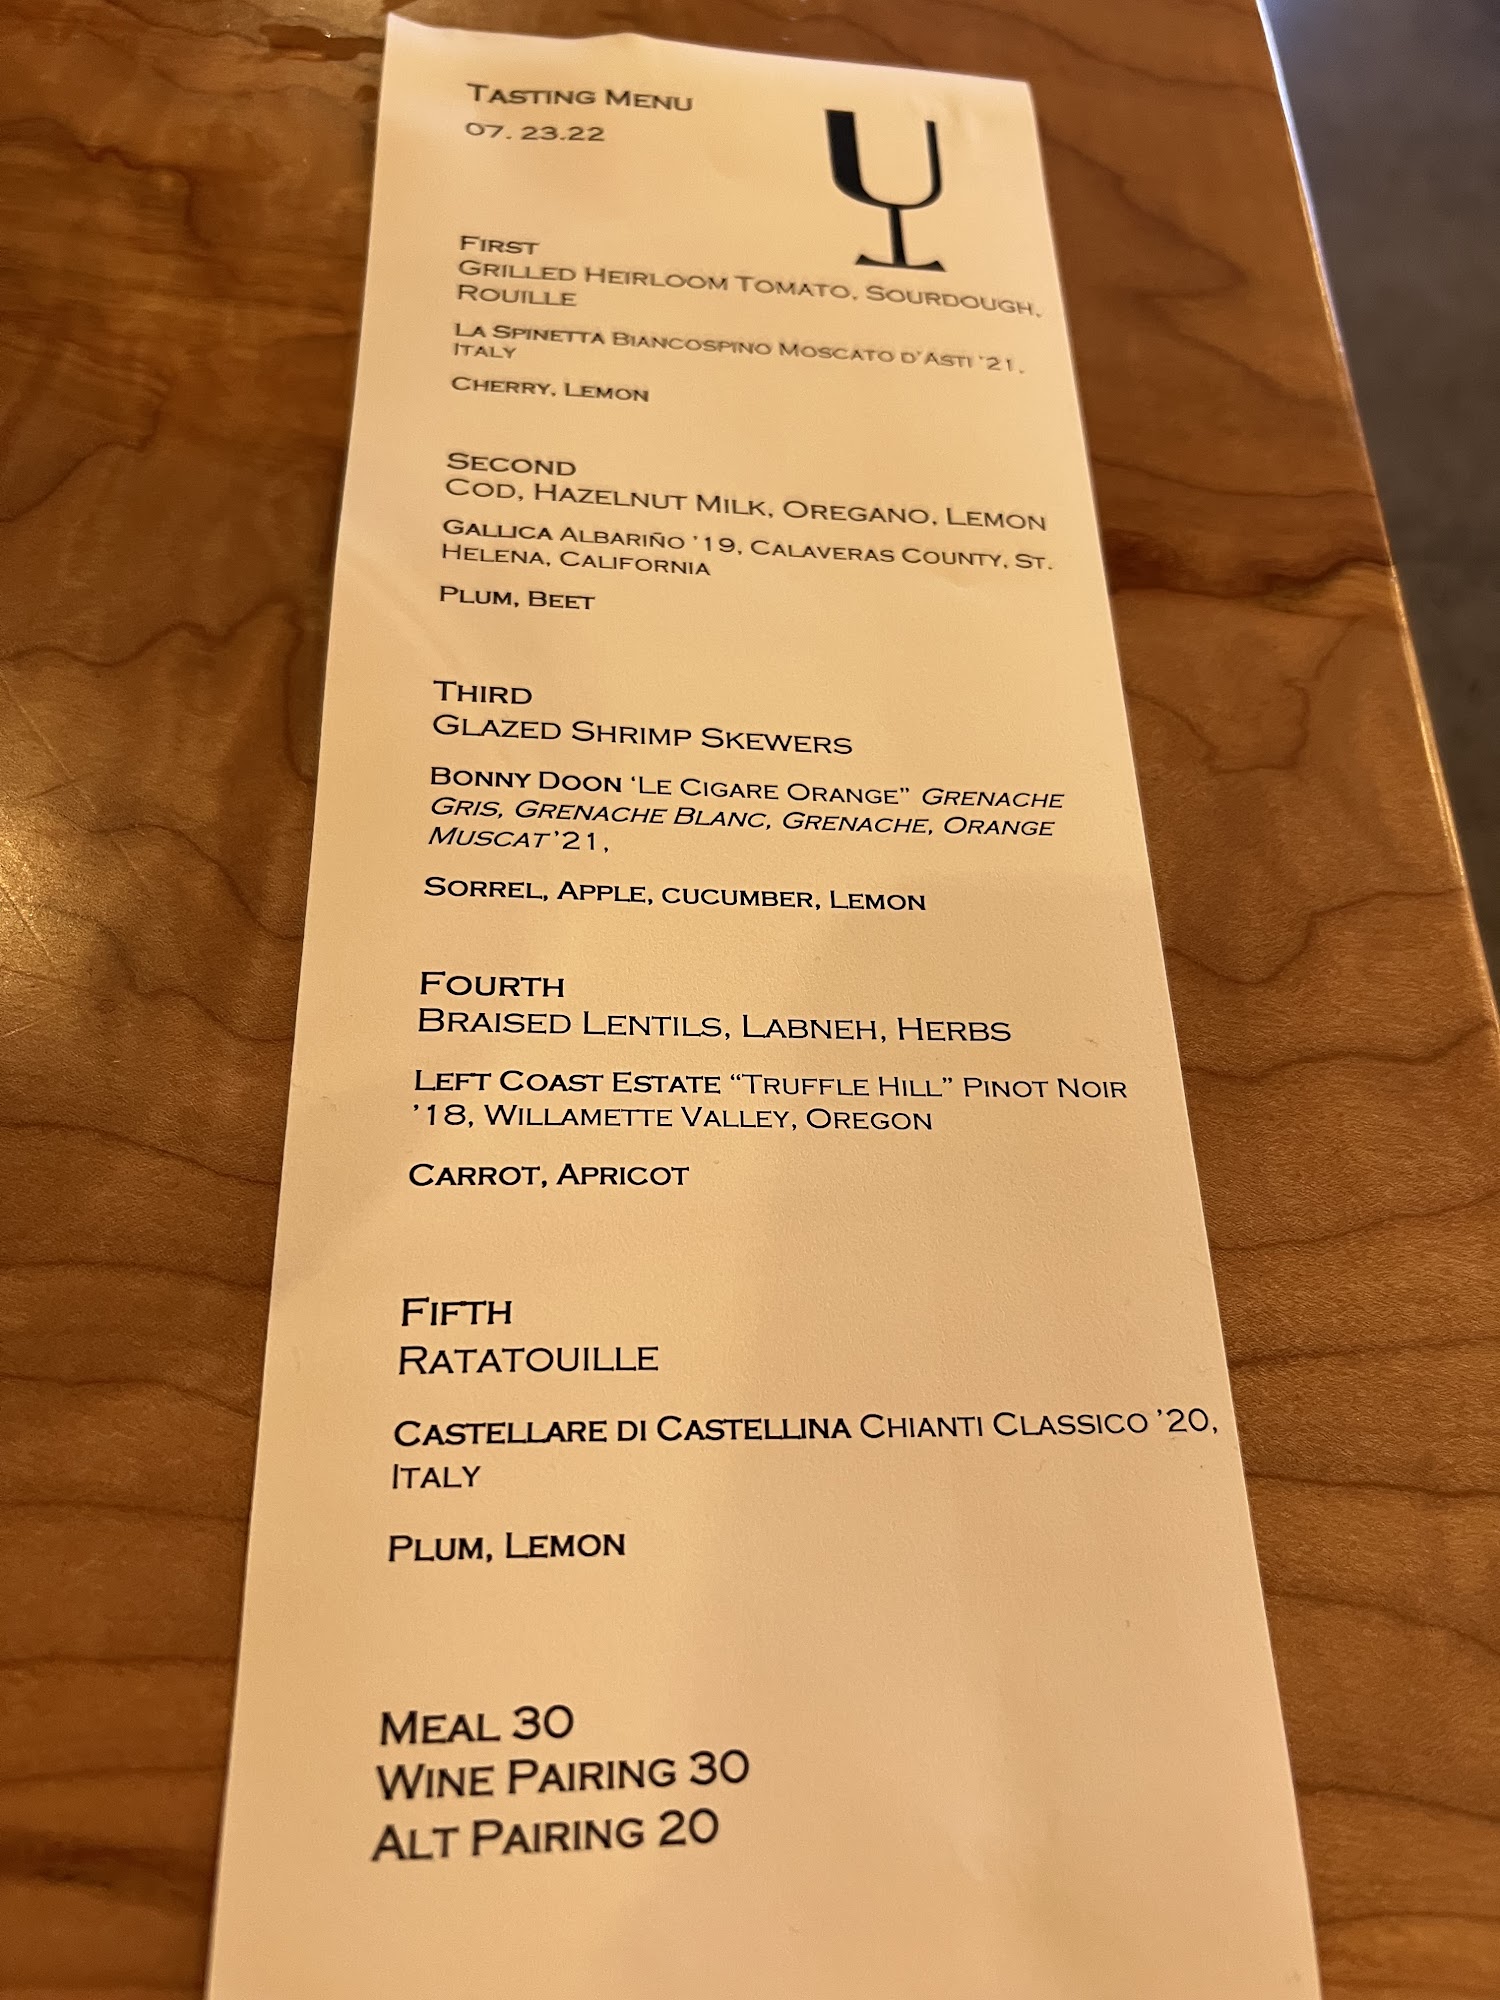 Tasting Menu
07. 23.22
First
Grilled Heirloom Tomato, Sourdough,
Rouille
La Spinetta Biancospino Moscato d'Asti '21,
Italy
Cherry, Lemon
Second
Cod, Hazelnut Milk, Oregano, Lemon
Gallica Albariño '19, Calaveras County, St.
Helena, California
Plum, Beet
Third
Glazed Shrimp Skewers
Bonny Doon 'Le Cigare Orange” Grenache
Gris, Grenache Blanc, Grenache, Orange
Muscat '21,
Sorrel, Apple, cucumber, Lemon
Fourth
Braised Lentils, Labneh, Herbs
Left Coast Estate “Truffle Hill” Pinot Noir
'18, Willamette Valley, Oregon
Carrot, Apricot
Fifth
Ratatouille
Castellare di Castellina Chianti Classico '20,
Italy
Plum, Lemon
Meal 30
Wine Pairing 30
Alt Pairing 20